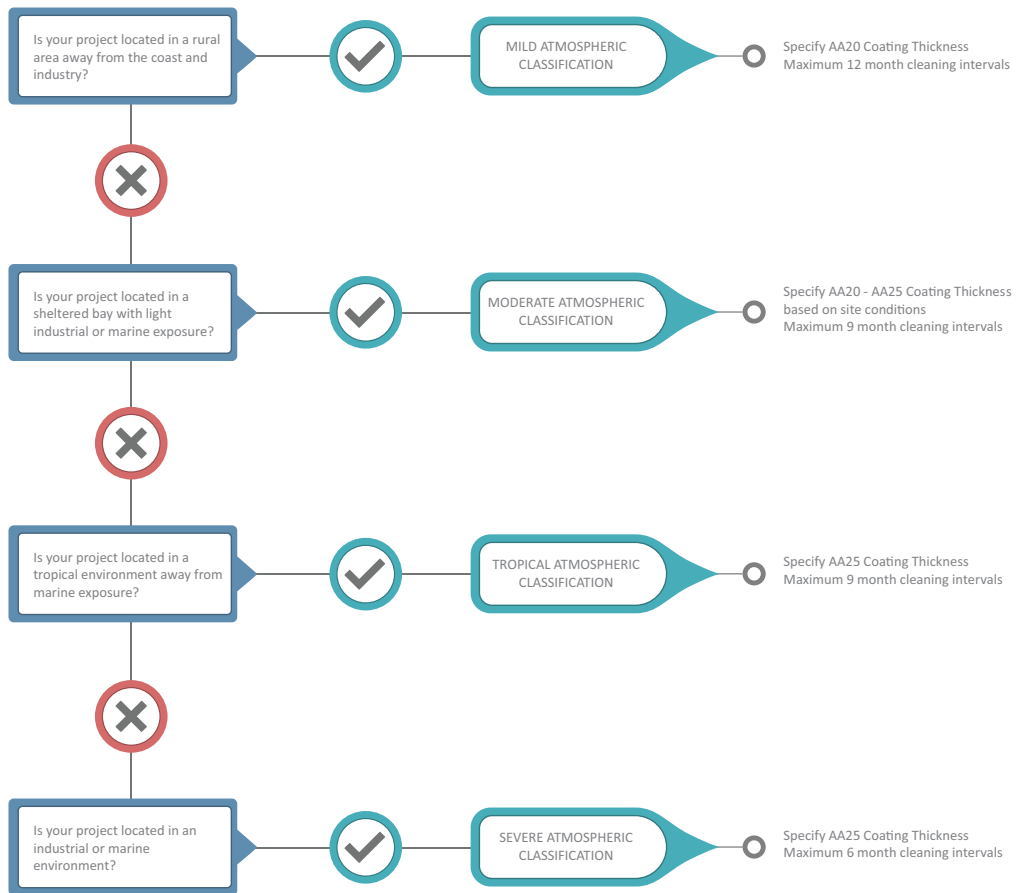 Is your project located in a rural
area away from the coast and
industry?
MILD ATMOSPHERIC
CLASSIFICATION
Specify AA20 Coating Thickness
Maximum 12 month cleaning intervals
Is your project located in a
sheltered bay with light
industrial or marine exposure?
MODERATE ATMOSPHERIC
CLASSIFICATION
Specify AA20 - AA25 Coating Thickness
based on site conditions
Maximum 9 month cleaning intervals
Is your project located in a
tropical environment away from
marine exposure?
TROPICAL ATMOSPHERIC
CLASSIFICATION
Specify AA25 Coating Thickness
Maximum 9 month cleaning intervals
Is your project located in an
industrial or marine
environment?
SEVERE ATMOSPHERIC
CLASSIFICATION
Specify AA25 Coating Thickness
Maximum 6 month cleaning intervals